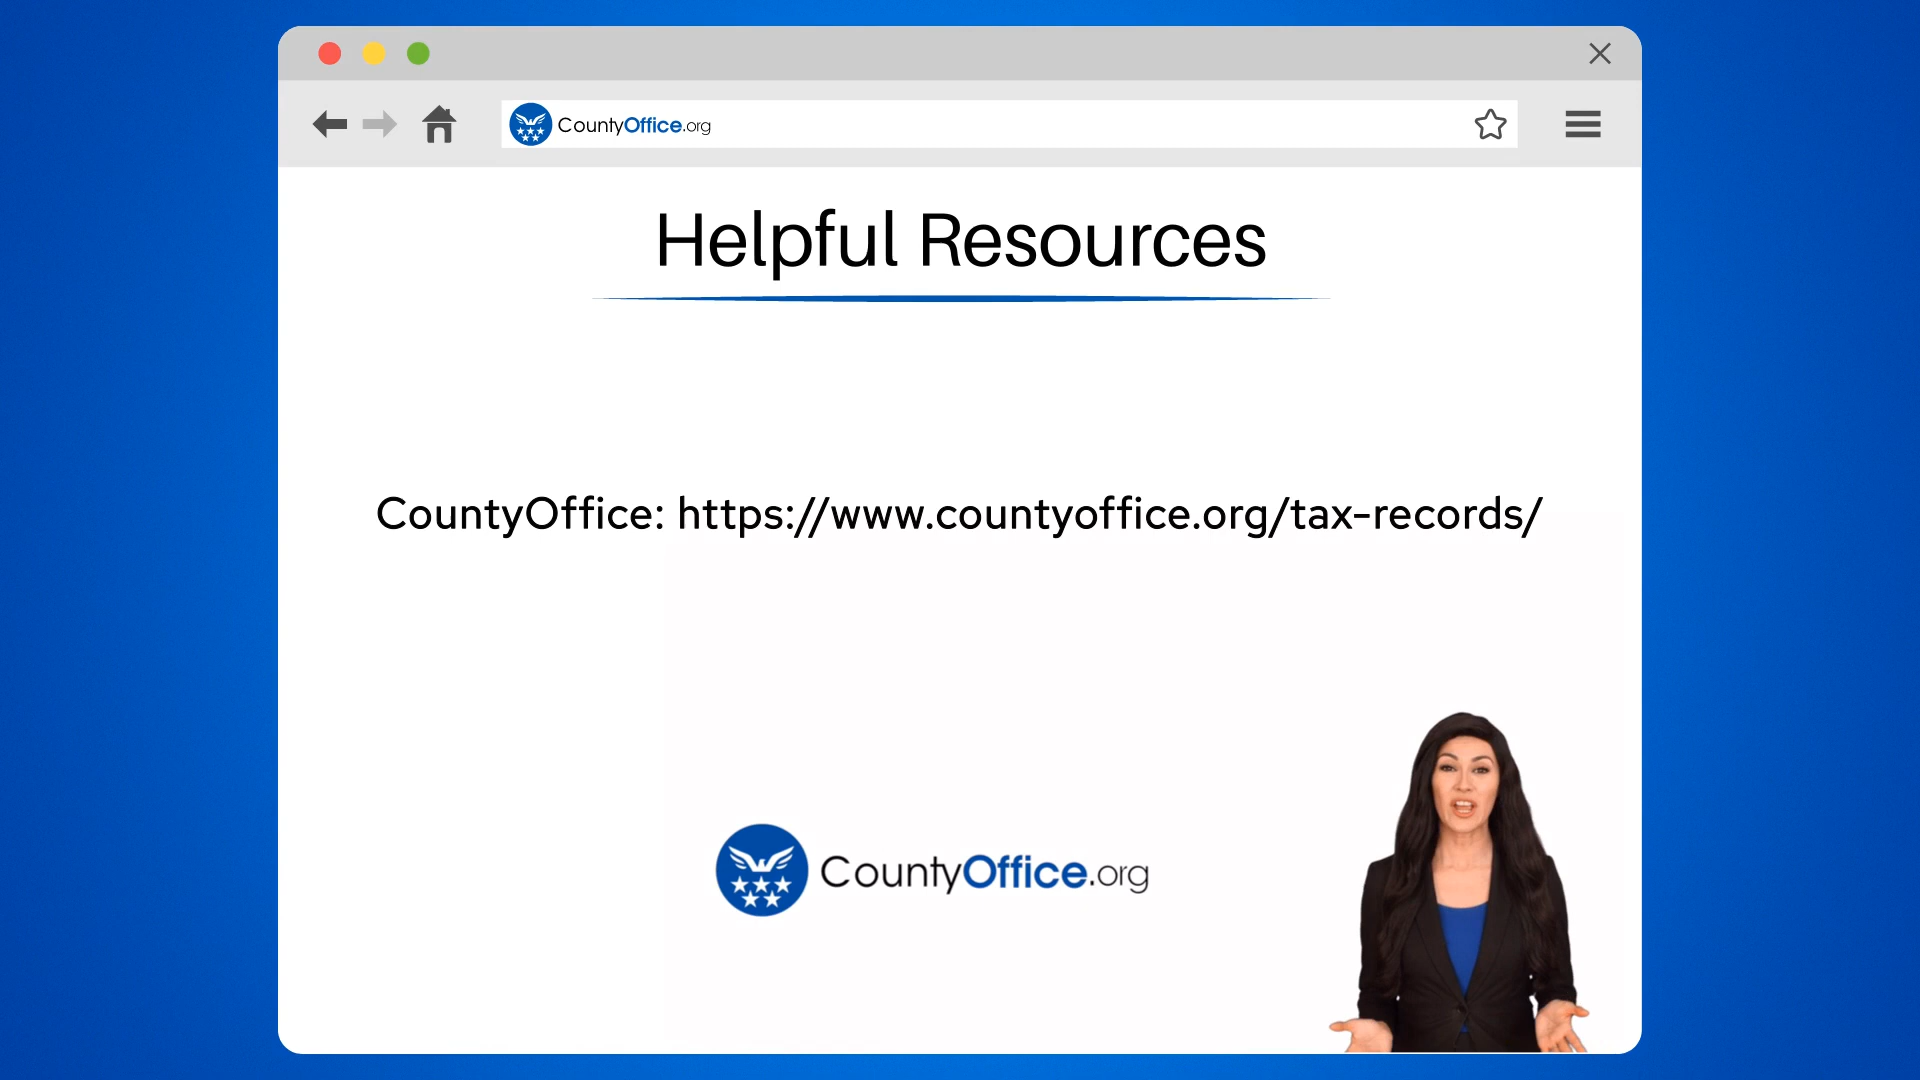 CountyOffice.org
Helpful Resources
CountyOffice: https://www.countyoffice.org/tax-records/
CountyOffice.org